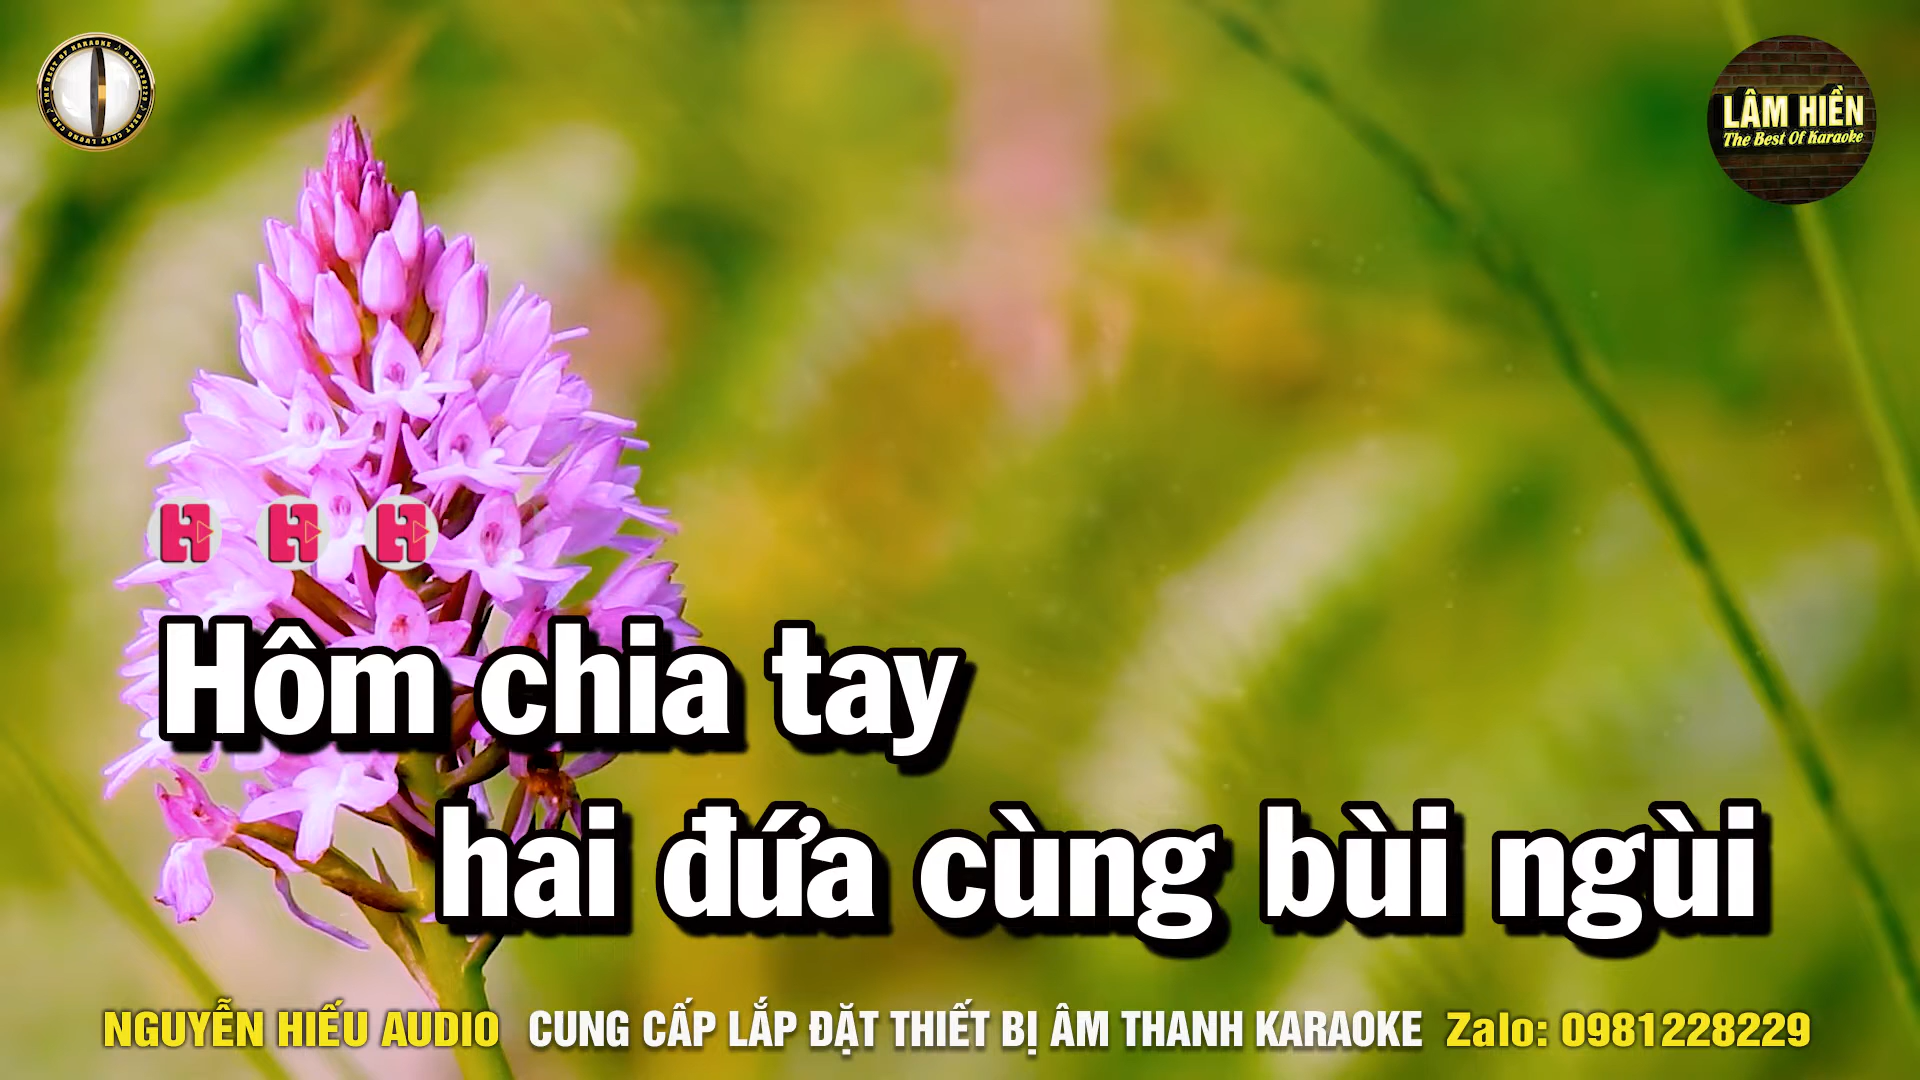 LÂM HIỀN
The Best Of Karaoke
Hôm chia tay
hai đứa cùng bùi ngùi
NGUYỄN HIẾU AUDIO CUNG CẤP LẮP ĐẶT THIẾT BỊ ÂM THANH KARAOKE Zalo: 0981228229